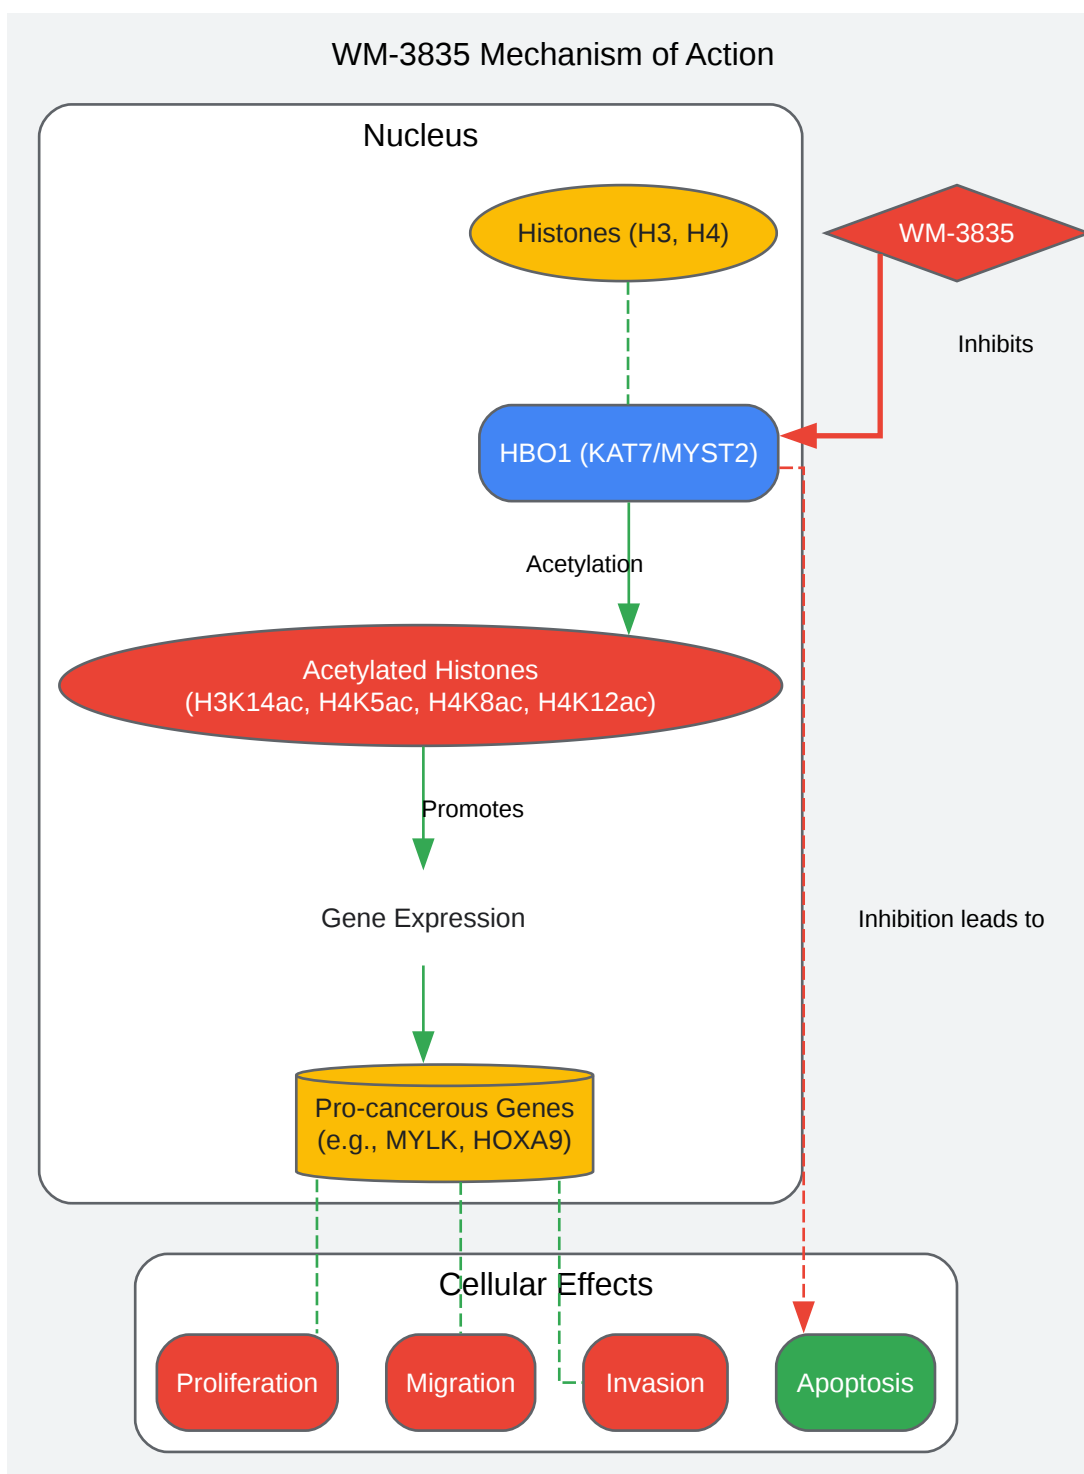 WM-3835 Mechanism of Action
Nucleus
Histones (H3, H4)
WM-3835
Inhibits
HBO1 (KAT7/MYST2)
Acetylation
Acetylated Histones
(H3K14ac, H4K5ac, H4K8ac, H4K12ac)
Promotes
Gene Expression
Inhibition leads to
Pro-cancerous Genes
(e.g., MYLK, HOXA9)
Cellular Effects
Proliferation
Migration
Invasion
Apoptosis